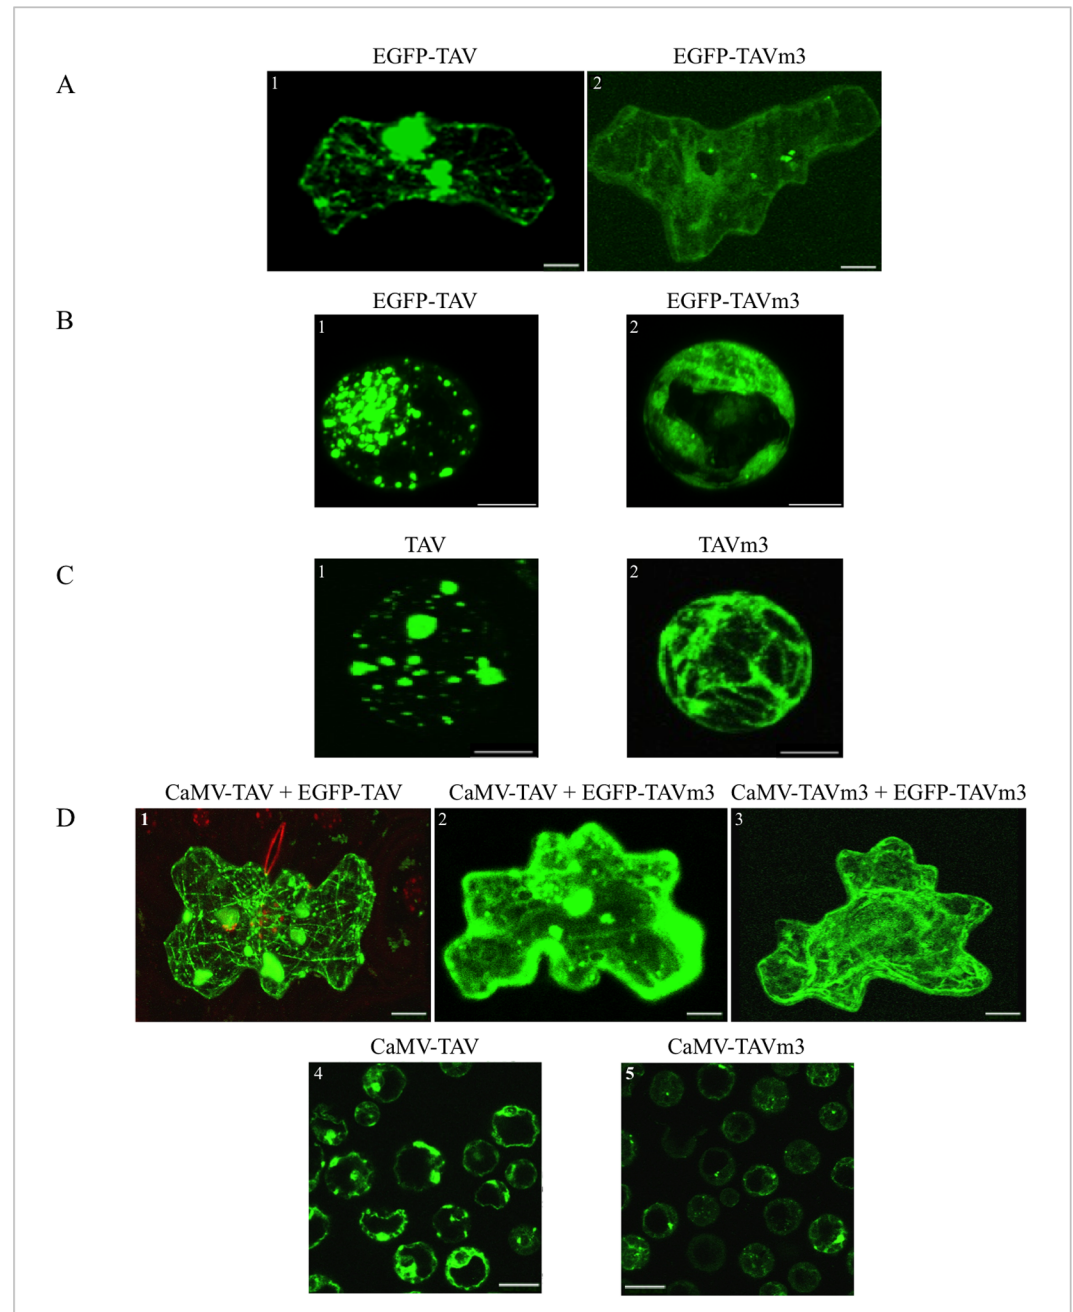 EGFP-TAV EGFP-TAVm3
A 1 2
EGFP-TAV EGFP-TAVm3
B 1 2
TAV TAVm3
C 1 2
CaMV-TAV + EGFP-TAV CaMV-TAV + EGFP-TAVm3 CaMV-TAVm3 + EGFP-TAVm3
D 1 2 3
CaMV-TAV CaMV-TAVm3
4 5